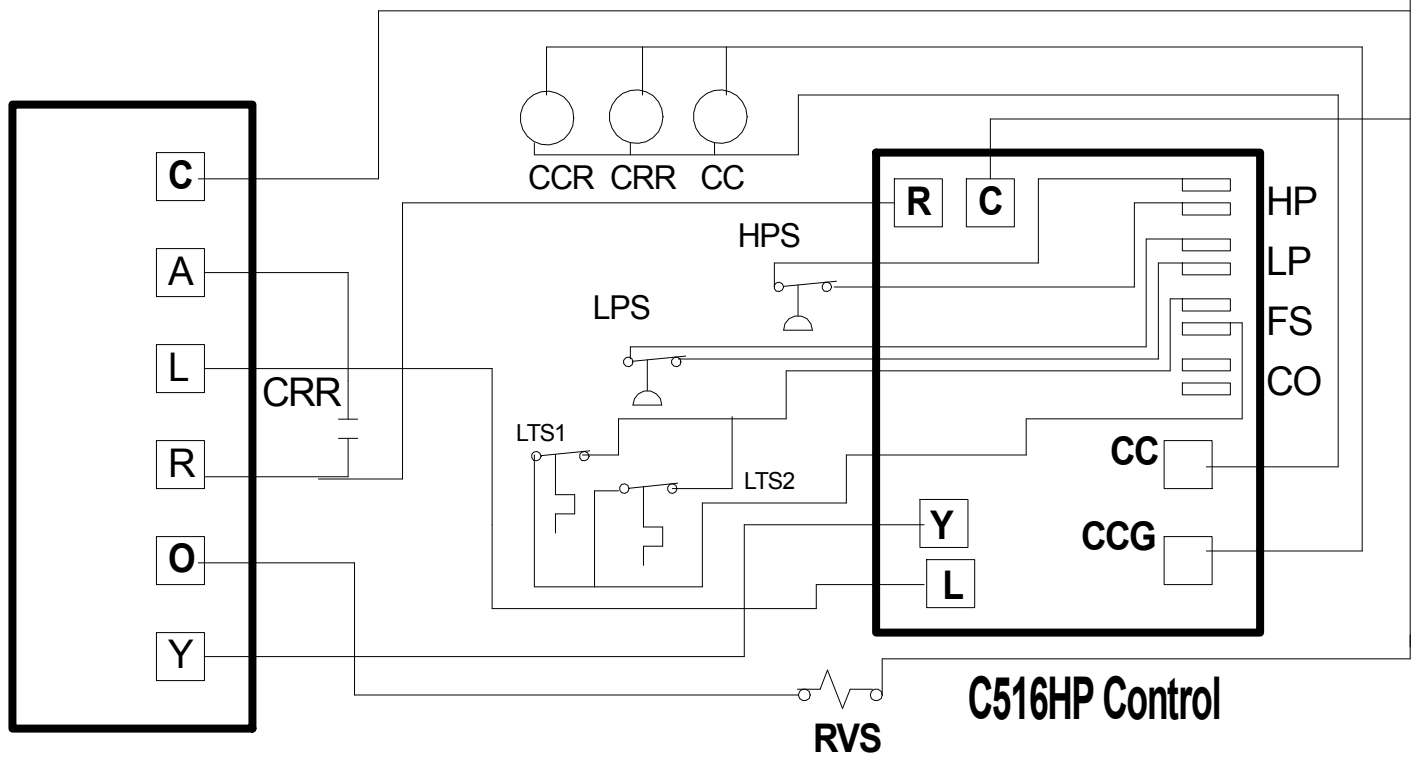 C
A
L
R
O
Y
CRR
CCR CRR CC
HPS
LPS
LTS1
LTS2
R C
HP
LP
FS
CO
CC
CCG
Y
L
RVS
C516HP Control